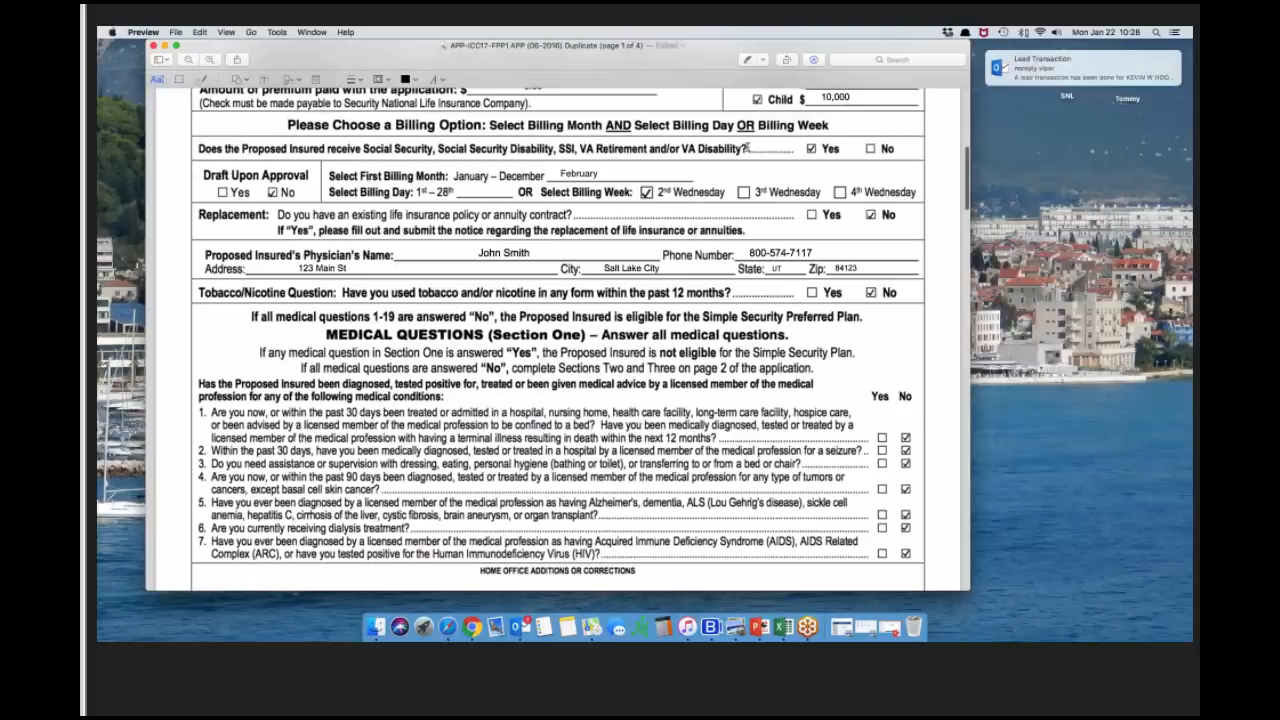 Preview File Edit View Go Tools Window Help
Mon Jan 22 10:28
APP-ICC17-FPP1 APP (06-2016) Duplicate (page 1 of 4) — Edited
Search
Lead Transaction
noreply viper
A lead transaction has been done for KEVIN W
SNL Tommy
Amount of premium paid with the application: $
(Check must be made payable to Security National Life Insurance Company).
Child $ 10,000
Please Choose a Billing Option: Select Billing Month AND Select Billing Day OR Billing Week
Does the Proposed Insured receive Social Security, Social Security Disability, SSI, VA Retirement and/or VA Disability? Yes No
Draft Upon Approval
Yes No
Select First Billing Month: January – December February
Select Billing Day: 1st – 28th OR Select Billing Week: 2nd Wednesday 3rd Wednesday 4th Wednesday
Replacement: Do you have an existing life insurance policy or annuity contract? Yes No
If “Yes”, please fill out and submit the notice regarding the replacement of life insurance or annuities.
Proposed Insured's Physician's Name: John Smith Phone Number: 800-574-7117
Address: 123 Main St City: Salt Lake City State: UT Zip: 84123
Tobacco/Nicotine Question: Have you used tobacco and/or nicotine in any form within the past 12 months? Yes No
If all medical questions 1-19 are answered “No”, the Proposed Insured is eligible for the Simple Security Preferred Plan.
MEDICAL QUESTIONS (Section One) – Answer all medical questions.
If any medical question in Section One is answered “Yes”, the Proposed Insured is not eligible for the Simple Security Plan.
If all medical questions are answered “No”, complete Sections Two and Three on page 2 of the application.
Has the Proposed Insured been diagnosed, tested positive for, treated or been given medical advice by a licensed member of the medical
profession for any of the following medical conditions: Yes No
1. Are you now, or within the past 30 days been treated or admitted in a hospital, nursing home, health care facility, long-term care facility, hospice care,
or been advised by a licensed member of the medical profession to be confined to a bed? Have you been medically diagnosed, tested or treated by a
licensed member of the medical profession with having a terminal illness resulting in death within the next 12 months?
2. Within the past 30 days, have you been medically diagnosed, tested or treated in a hospital by a licensed member of the medical profession for a seizure?
3. Do you need assistance or supervision with dressing, eating, personal hygiene (bathing or toilet), or transferring to or from a bed or chair?
4. Are you now, or within the past 90 days been diagnosed, tested or treated by a licensed member of the medical profession for any type of tumors or
cancers, except basal cell skin cancer?
5. Have you ever been diagnosed by a licensed member of the medical profession as having Alzheimer's, dementia, ALS (Lou Gehrig's disease), sickle cell
anemia, hepatitis C, cirrhosis of the liver, cystic fibrosis, brain aneurysm, or organ transplant?
6. Are you currently receiving dialysis treatment?
7. Have you ever been diagnosed by a licensed member of the medical profession as having Acquired Immune Deficiency Syndrome (AIDS), AIDS Related
Complex (ARC), or have you tested positive for the Human Immunodeficiency Virus (HIV)?
HOME OFFICE ADDITIONS OR CORRECTIONS